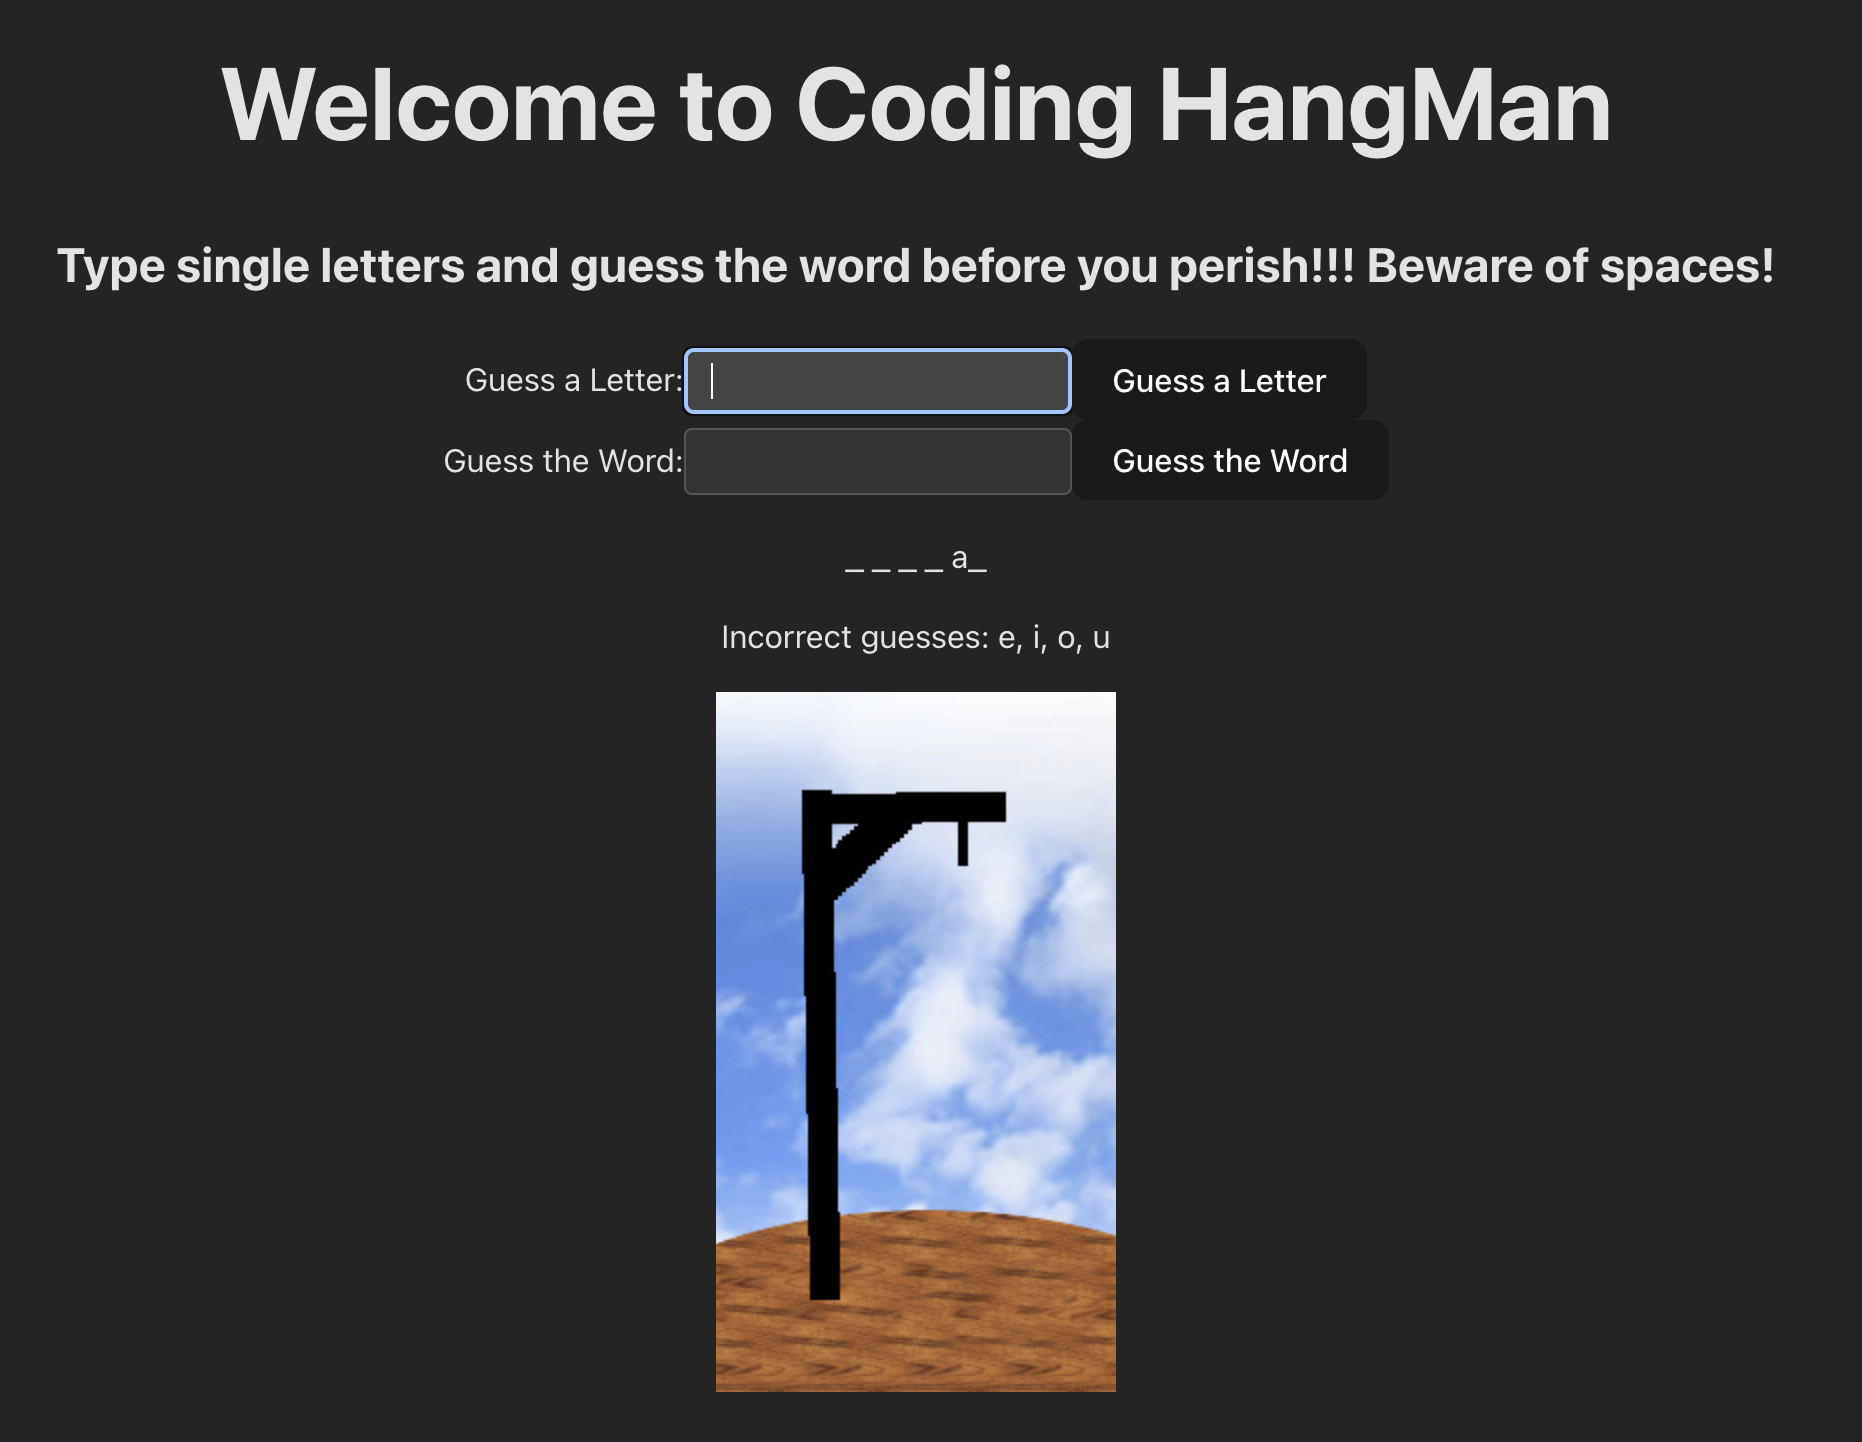 Welcome to Coding HangMan
Type single letters and guess the word before you perish!!! Beware of spaces!
Guess a Letter: Guess a Letter
Guess the Word: Guess the Word
_ _ _ _ a_
Incorrect guesses: e, i, o, u